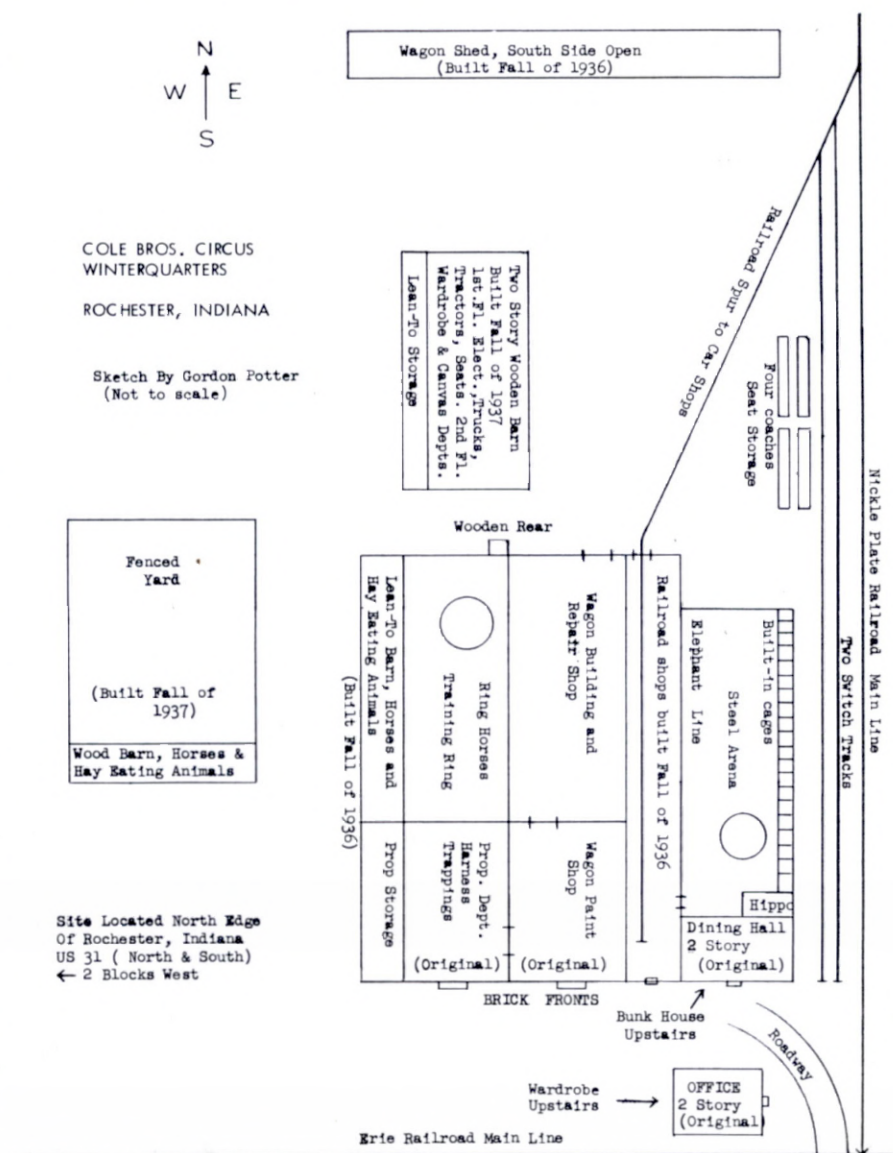 N
W E
S
Wagon Shed, South Side Open
(Built Fall of 1936)
COLE BROS. CIRCUS
WINTERQUARTERS
ROCHESTER, INDIANA
Sketch By Gordon Potter
(Not to scale)
Two Story Wooden Barn
Built Fall of 1937
1st.Fl. Elect.,Trucks,
Tractors, Seats. 2nd Fl.
Wardrobe & Canvas Depts.
Lean-To Storage
Railroad Spur to Car Shops
Four coaches
Seat Storage
Nickle Plate Railroad Main Line
Two Switch Tracks
Fenced
Yard
(Built Fall of
1937)
Wood Barn, Horses &
Hay Eating Animals
Wooden Rear
Lean-To Barn, Horses and
Hay Eating Animals
(Built Fall of 1936)
Ring Horses
Training Ring
Wagon Building and
Repair Shop
Railroad shops built Fall of 1936
Elephant Line
Steel Arena
Built-in cages
Prop Storage
Prop. Dept.
Harness
Trappings
(Original)
Wagon Paint
Shop
(Original)
Hippo
Dining Hall
2 Story
(Original)
BRICK FRONTS
Bunk House
Upstairs
Site Located North Edge
Of Rochester, Indiana
US 31 ( North & South)
← 2 Blocks West
Roadway
Wardrobe
Upstairs
OFFICE
2 Story
(Original)
Erie Railroad Main Line